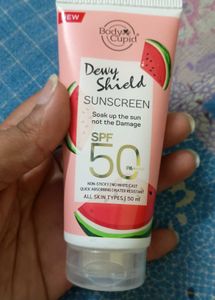 NEW
Body
Cupid
Dewy
Shield
SUNSCREEN
Soak up the sun
not the Damage
SPF
50
PA++++
NON-STICKY | NO WHITE CAST
QUICK ABSORBING | WATER RESISTANT
ALL SKIN TYPES | 50 ml